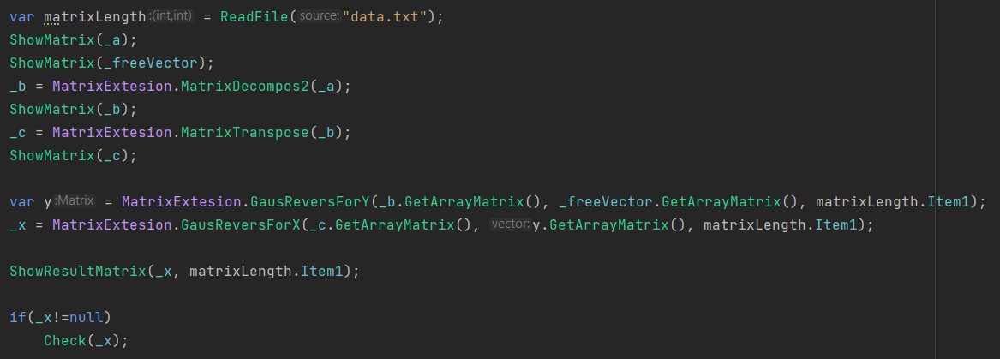 var matrixLength:(int,int) = ReadFile(source:"data.txt");
ShowMatrix(_a);
ShowMatrix(_freeVector);
_b = MatrixExtesion.MatrixDecompos2(_a);
ShowMatrix(_b);
_c = MatrixExtesion.MatrixTranspose(_b);
ShowMatrix(_c);
var y:Matrix = MatrixExtesion.GausReversForY(_b.GetArrayMatrix(), _freeVector.GetArrayMatrix(), matrixLength.Item1);
_x = MatrixExtesion.GausReversForX(_c.GetArrayMatrix(), vector:y.GetArrayMatrix(), matrixLength.Item1);
ShowResultMatrix(_x, matrixLength.Item1);
if(_x!=null)
Check(_x);